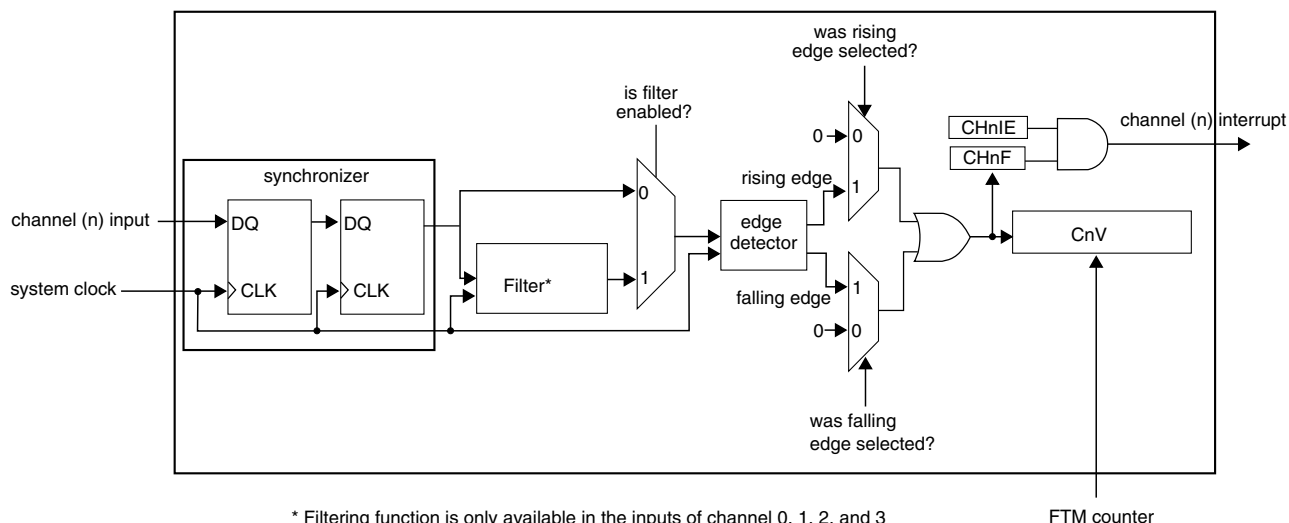 was rising
edge selected?
is filter
enabled?
0
0
CHnIE
channel (n) interrupt
CHnF
synchronizer
rising edge
1
0
channel (n) input
D Q
D Q
edge
detector
CnV
system clock
CLK
CLK
Filter*
1
falling edge
1
0
0
was falling
edge selected?
* Filtering function is only available in the inputs of channel 0, 1, 2, and 3
FTM counter